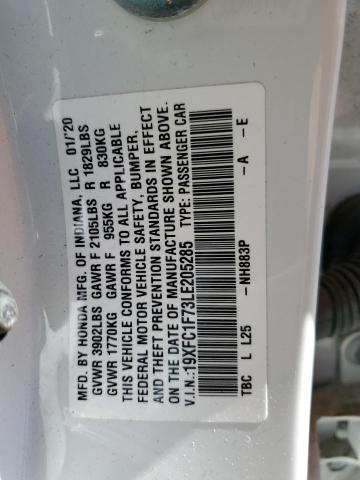 MFD. BY HONDA MFG. OF INDIANA, LLC 01/'20
GVWR 3902LBS GAWR F 2105LBS R 1829LBS
GVWR 1770KG GAWR F 955KG R 830KG
THIS VEHICLE CONFORMS TO ALL APPLICABLE
FEDERAL MOTOR VEHICLE SAFETY, BUMPER,
AND THEFT PREVENTION STANDARDS IN EFFECT
ON THE DATE OF MANUFACTURE SHOWN ABOVE.
V.I.N.:19XFC1F73LE205285 TYPE: PASSENGER CAR
TBC L L25 -NH883P -A -E